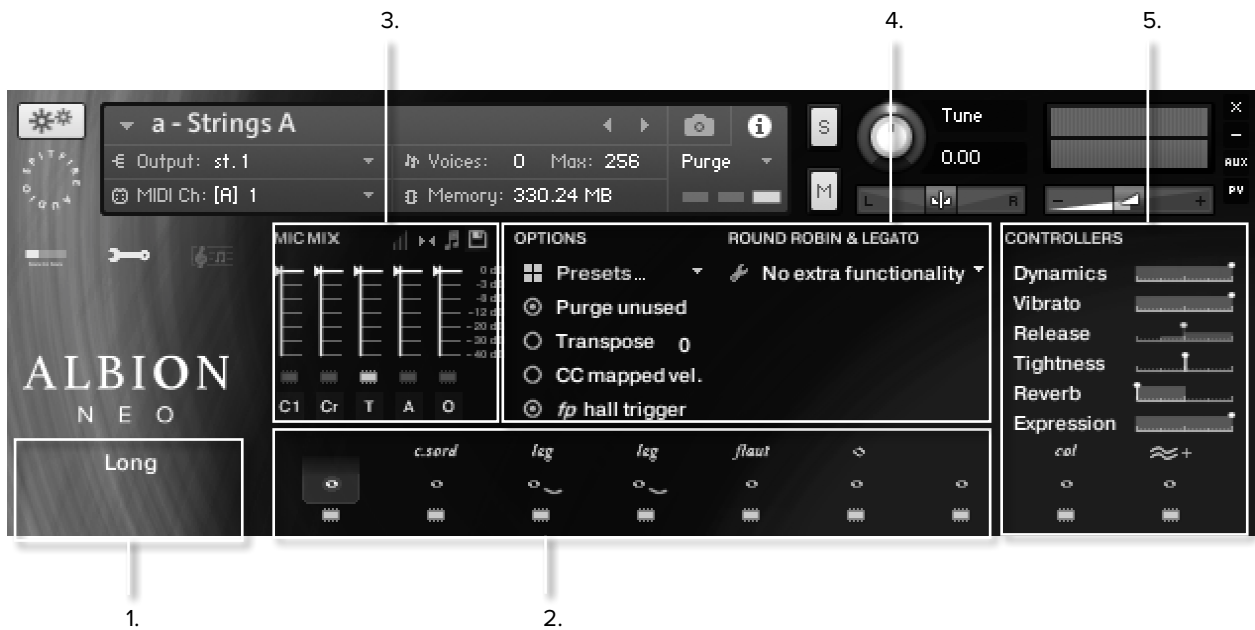 3.
4.
5.
a - Strings A
Output: st. 1
Voices: 0 Max: 256
Purge
MIDI Ch: [A] 1
Memory: 330.24 MB
S
M
Tune
0.00
L
R
-
+
x
-
AUX
PV
SPITFIRE AUDIO
MIC MIX
0 d
-3 d
-8 d
-12 d
-20 d
-30 d
-40 d
C1 Cr T A O
OPTIONS
Presets...
Purge unused
Transpose 0
CC mapped vel.
fp hall trigger
ROUND ROBIN & LEGATO
No extra functionality
CONTROLLERS
Dynamics
Vibrato
Release
Tightness
Reverb
Expression
ALBION
NEO
Long
c.sord leg leg flaut
col
+
1.
2.